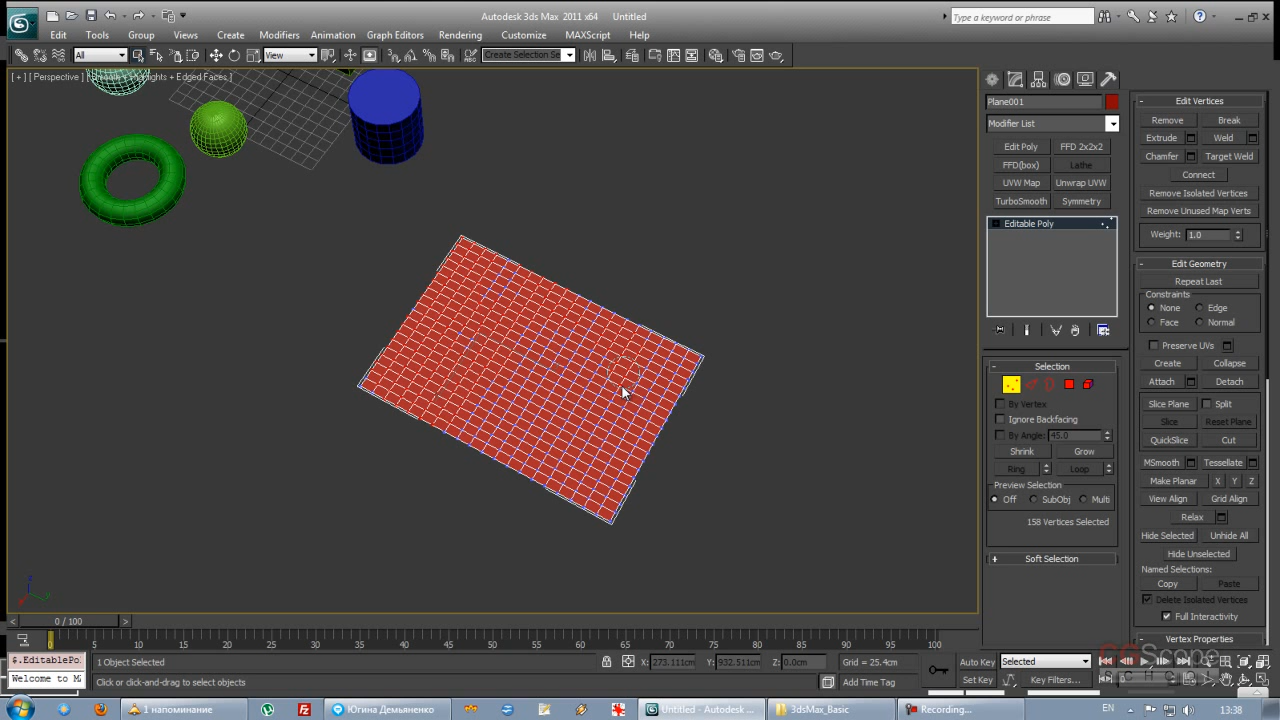 Autodesk 3ds Max 2011 x64 Untitled
Type a keyword or phrase
Edit Tools Group Views Create Modifiers Animation Graph Editors Rendering Customize MAXScript Help
All View Create Selection Se
[ + ] [ Perspective ] hlights + Edged Faces ]
Plane001
Modifier List
Edit Poly FFD 2x2x2
FFD(box) Lathe
UVW Map Unwrap UVW
TurboSmooth Symmetry
Editable Poly
Selection
By Vertex
Ignore Backfacing
By Angle: 45.0
Shrink Grow
Ring Loop
Preview Selection
Off SubObj Multi
158 Vertices Selected
Soft Selection
Edit Vertices
Remove Break
Extrude Weld
Chamfer Target Weld
Connect
Remove Isolated Vertices
Remove Unused Map Verts
Weight: 1.0
Edit Geometry
Repeat Last
Constraints
None Edge
Face Normal
Preserve UVs
Create Collapse
Attach Detach
Slice Plane Split
Slice Reset Plane
QuickSlice Cut
MSmooth Tessellate
Make Planar X Y Z
View Align Grid Align
Relax
Hide Selected Unhide All
Hide Unselected
Named Selections:
Copy Paste
Delete Isolated Vertices
Full Interactivity
Vertex Properties
0 / 100
0 5 10 15 20 25 30 35 40 45 50 55 60 65 70 75 80 85 90 95 100
$.EditablePo 1 Object Selected X: 273.111cm Y: 932.511cm Z: 0.0cm Grid = 25.4cm Auto Key Selected
Welcome to M Click or click-and-drag to select objects Add Time Tag Set Key Key Filters...
CGScope
1 напоминание Югина Демьяненко Untitled - Autodesk ... 3dsMax_Basic Recording... EN 13:38